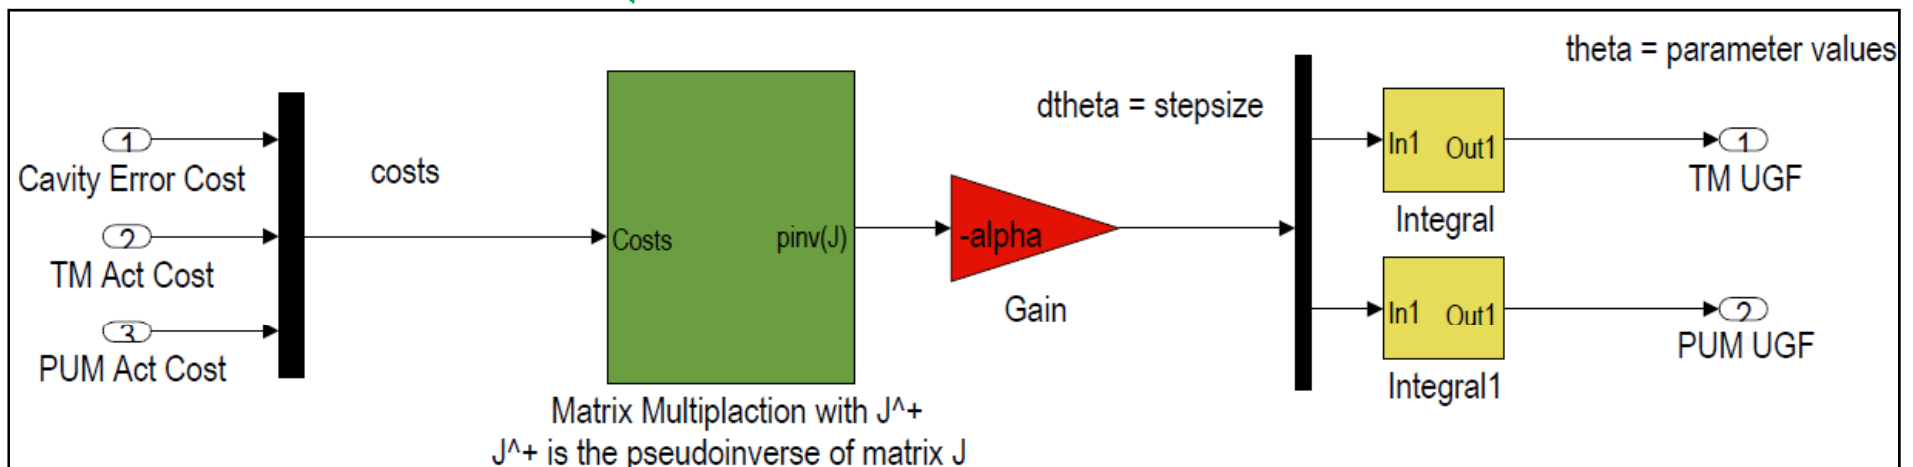 theta = parameter values
dtheta = stepsize
1
Cavity Error Cost
costs
2
TM Act Cost
3
PUM Act Cost
Costs
pinv(J)
Matrix Multiplaction with J^+
J^+ is the pseudoinverse of matrix J
-alpha
Gain
In1 Out1
Integral
In1 Out1
Integral1
1
TM UGF
2
PUM UGF